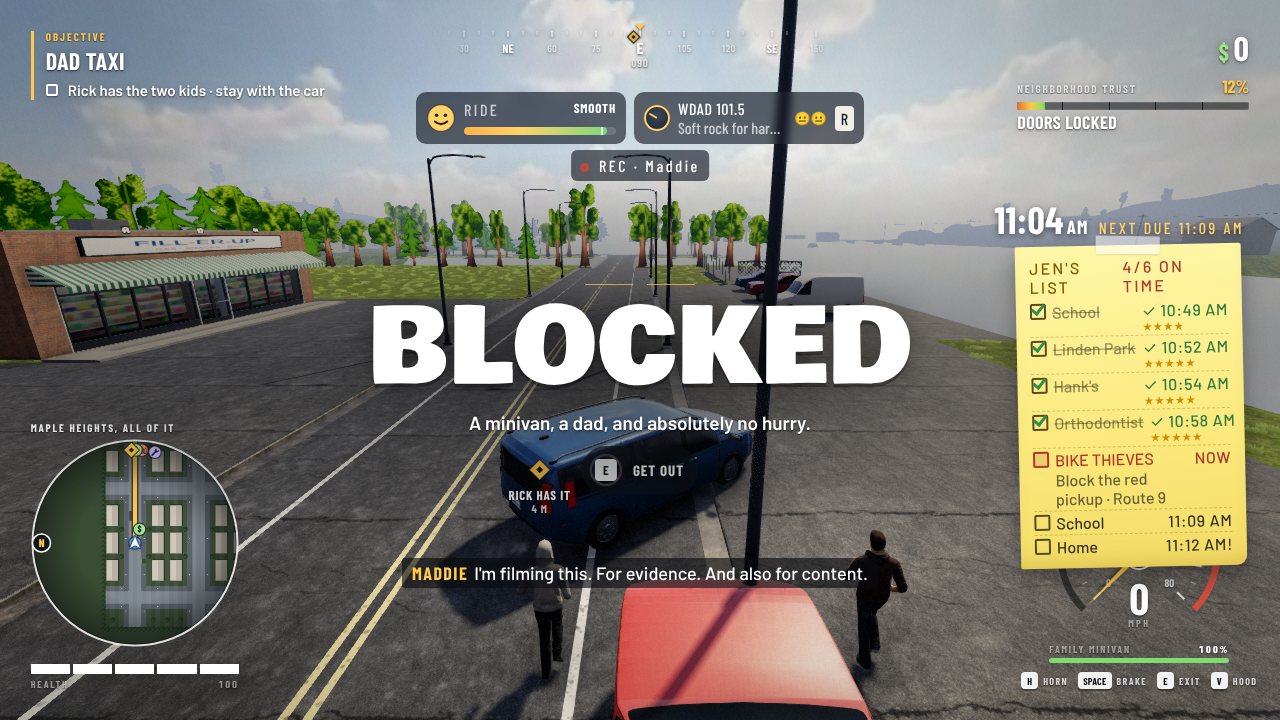 OBJECTIVE
DAD TAXI
Rick has the two kids · stay with the car
30 NE 60 75 E 105 120 SE 150
090
RIDE SMOOTH
WDAD 101.5
Soft rock for har...
R
REC · Maddie
$ 0
NEIGHBORHOOD TRUST 12%
DOORS LOCKED
11:04 AM NEXT DUE 11:09 AM
JEN'S LIST
4/6 ON TIME
School ✓ 10:49 AM
★★★★
Linden Park ✓ 10:52 AM
★★★★★
Hank's ✓ 10:54 AM
★★★★★
Orthodontist ✓ 10:58 AM
★★★★★
BIKE THIEVES NOW
Block the red
pickup · Route 9
School 11:09 AM
Home 11:12 AM!
FILL-ER-UP
BLOCKED
A minivan, a dad, and absolutely no hurry.
E GET OUT
RICK HAS IT
4 M
MADDIE I'm filming this. For evidence. And also for content.
MAPLE HEIGHTS, ALL OF IT
N
$
HEALTH 100
0 80
0
MPH
FAMILY MINIVAN 100%
H HORN SPACE BRAKE E EXIT V HOOD